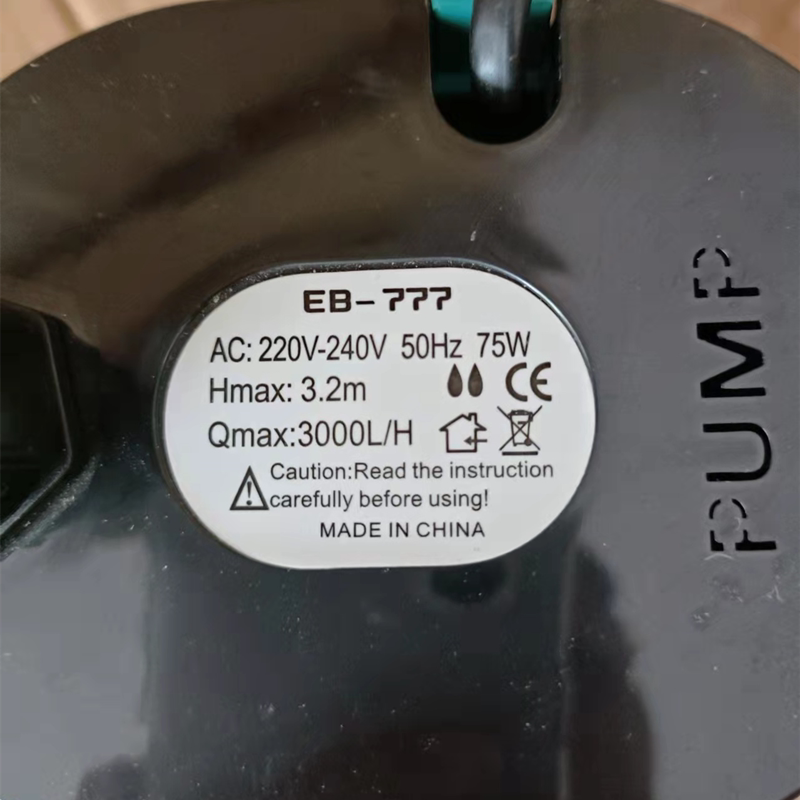 EB-777
AC: 220V-240V 50Hz 75W
Hmax: 3.2m CE
Qmax:3000L/H
Caution:Read the instruction
carefully before using!
MADE IN CHINA
PUMP